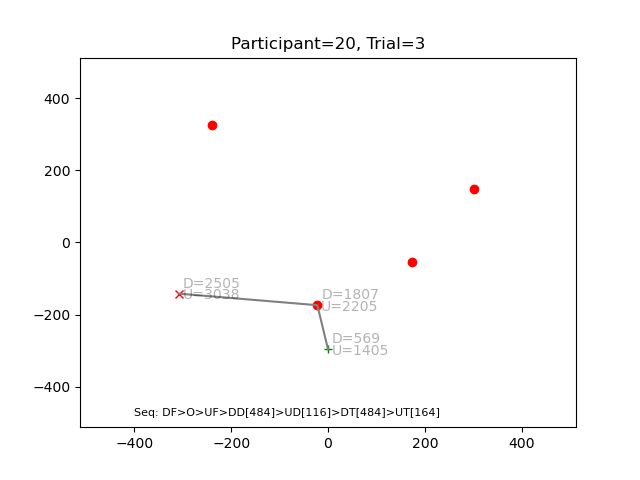 Participant=20, Trial=3
400
200
0
−200
−400
D=2505
U=3038
D=1807
U=2205
D=569
U=1405
Seq: DF>O>UF>DD[484]>UD[116]>DT[484]>UT[164]
−400
−200
0
200
400